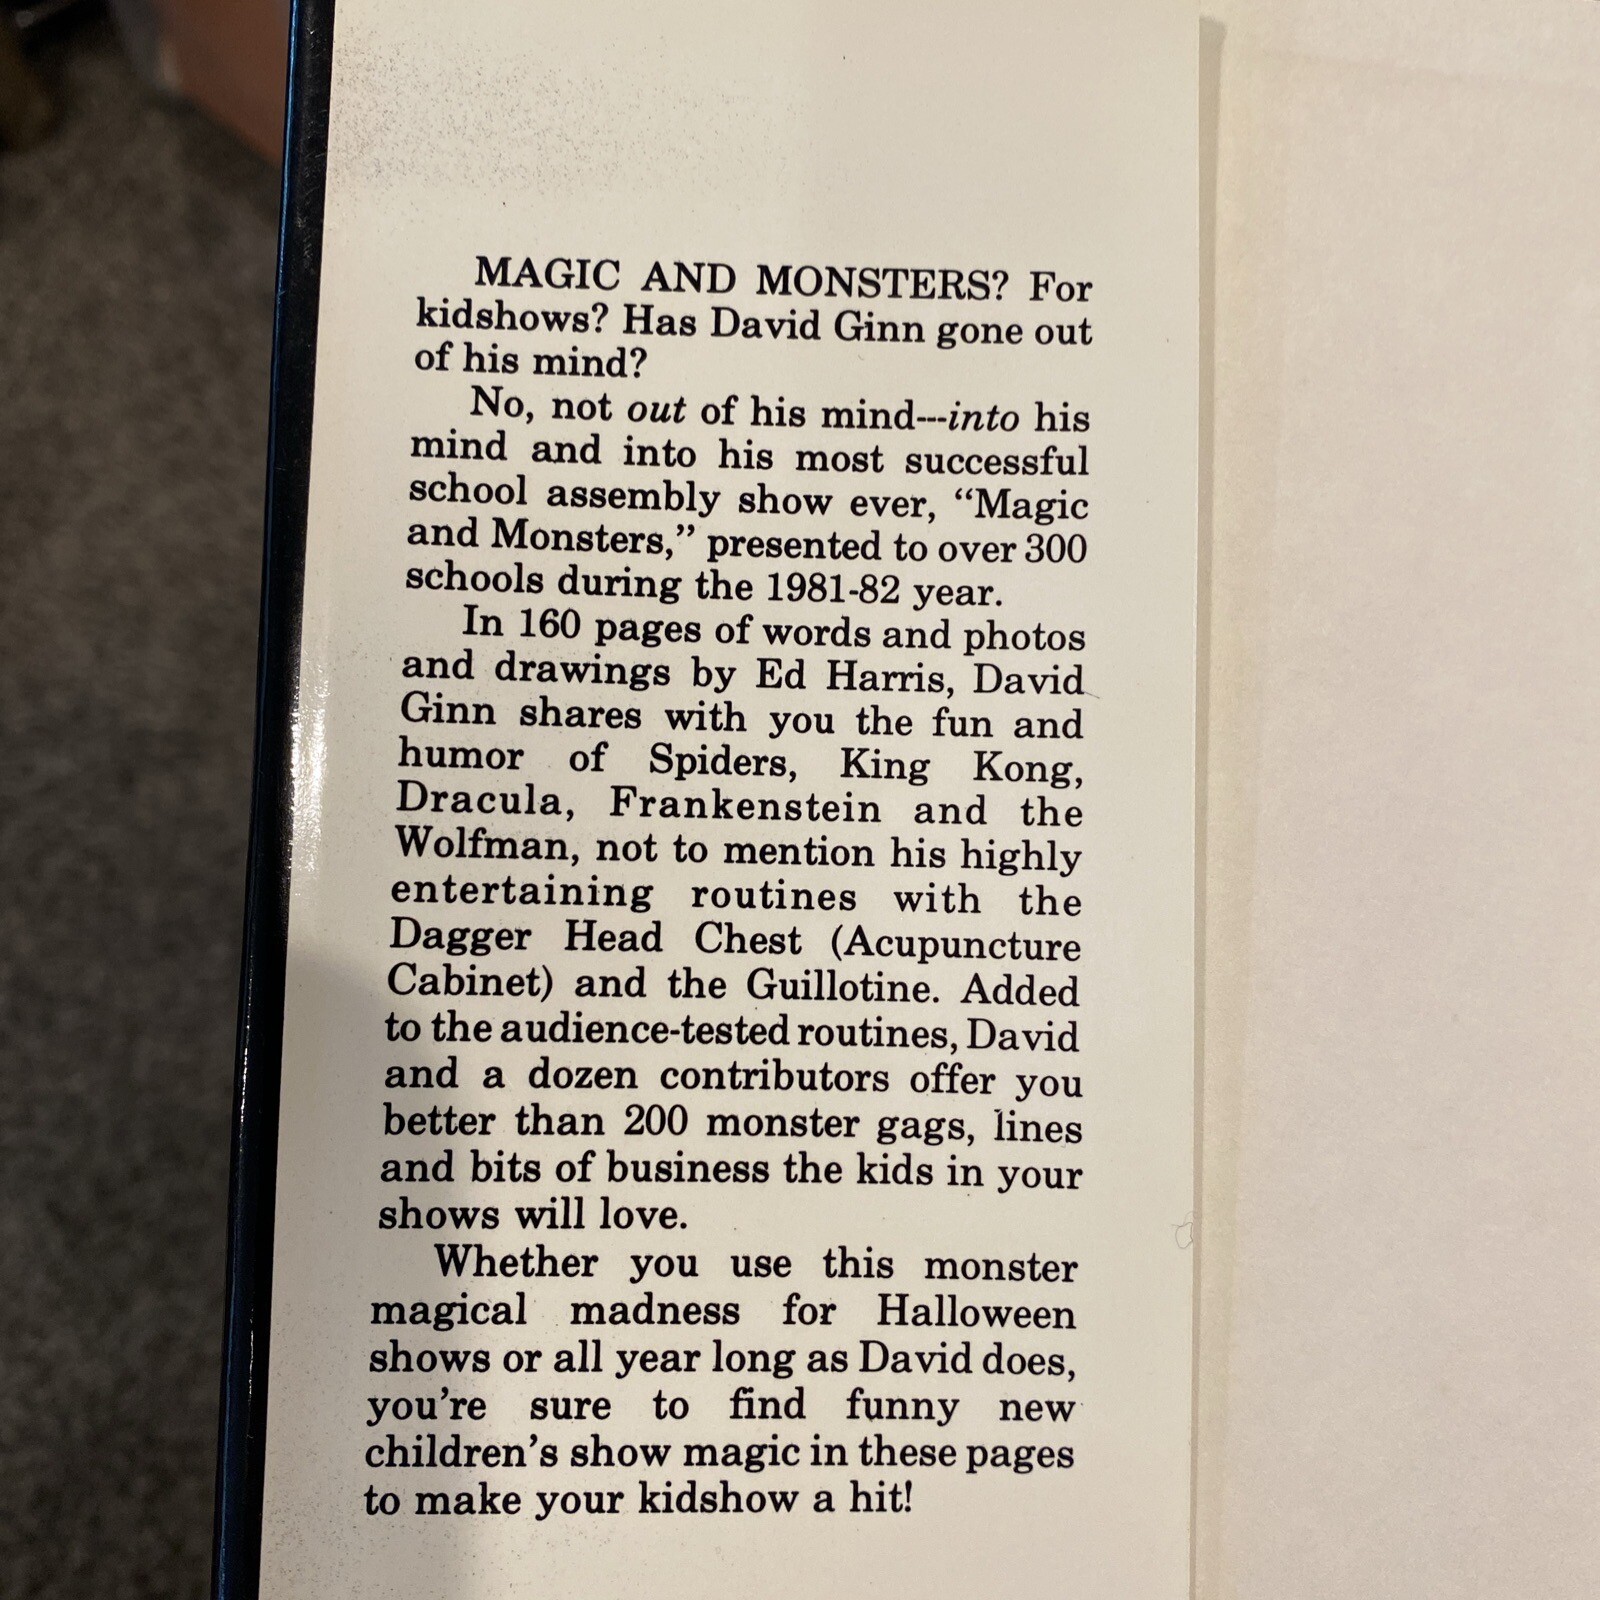 MAGIC AND MONSTERS? For
kidshows? Has David Ginn gone out
of his mind?
No, not out of his mind---into his
mind and into his most successful
school assembly show ever, “Magic
and Monsters,” presented to over 300
schools during the 1981-82 year.
In 160 pages of words and photos
and drawings by Ed Harris, David
Ginn shares with you the fun and
humor of Spiders, King Kong,
Dracula, Frankenstein and the
Wolfman, not to mention his highly
entertaining routines with the
Dagger Head Chest (Acupuncture
Cabinet) and the Guillotine. Added
to the audience-tested routines, David
and a dozen contributors offer you
better than 200 monster gags, lines
and bits of business the kids in your
shows will love.
Whether you use this monster
magical madness for Halloween
shows or all year long as David does,
you’re sure to find funny new
children’s show magic in these pages
to make your kidshow a hit!